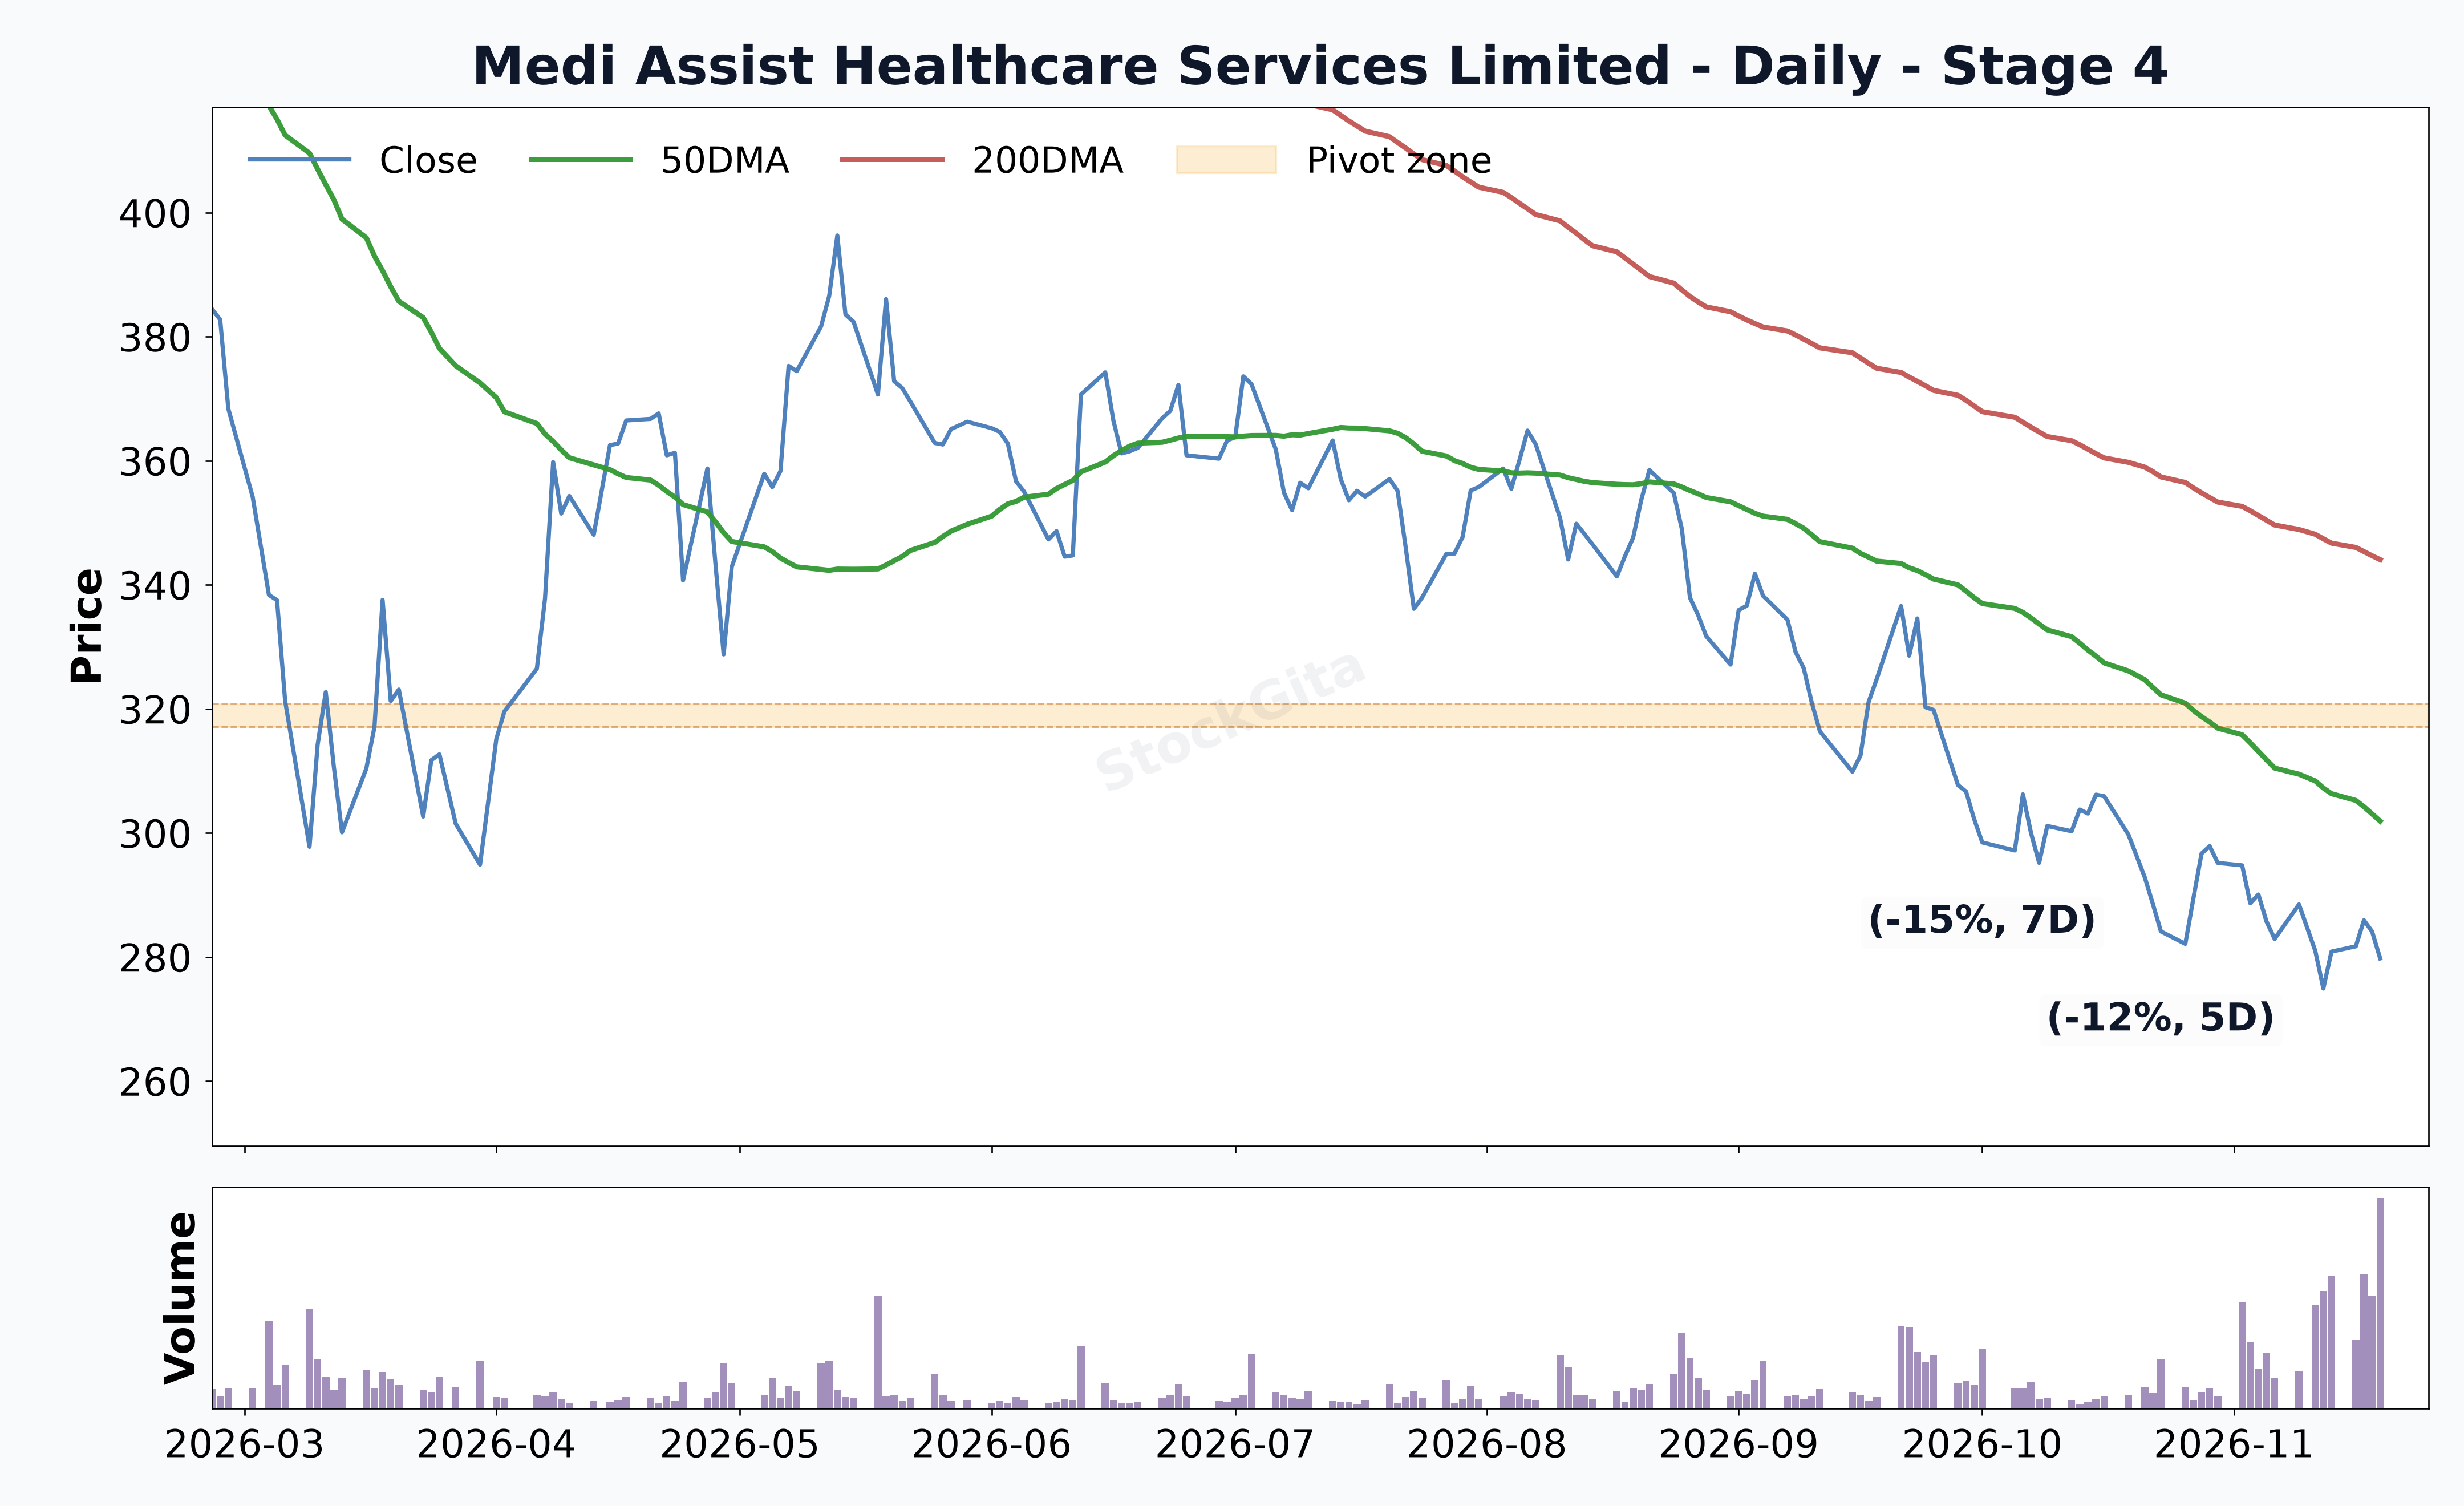 Medi Assist Healthcare Services Limited - Daily - Stage 4
Close
50DMA
200DMA
Pivot zone
Price
400
380
360
340
320
300
280
260
StockGita
(-15%, 7D)
(-12%, 5D)
Volume
2026-03
2026-04
2026-05
2026-06
2026-07
2026-08
2026-09
2026-10
2026-11